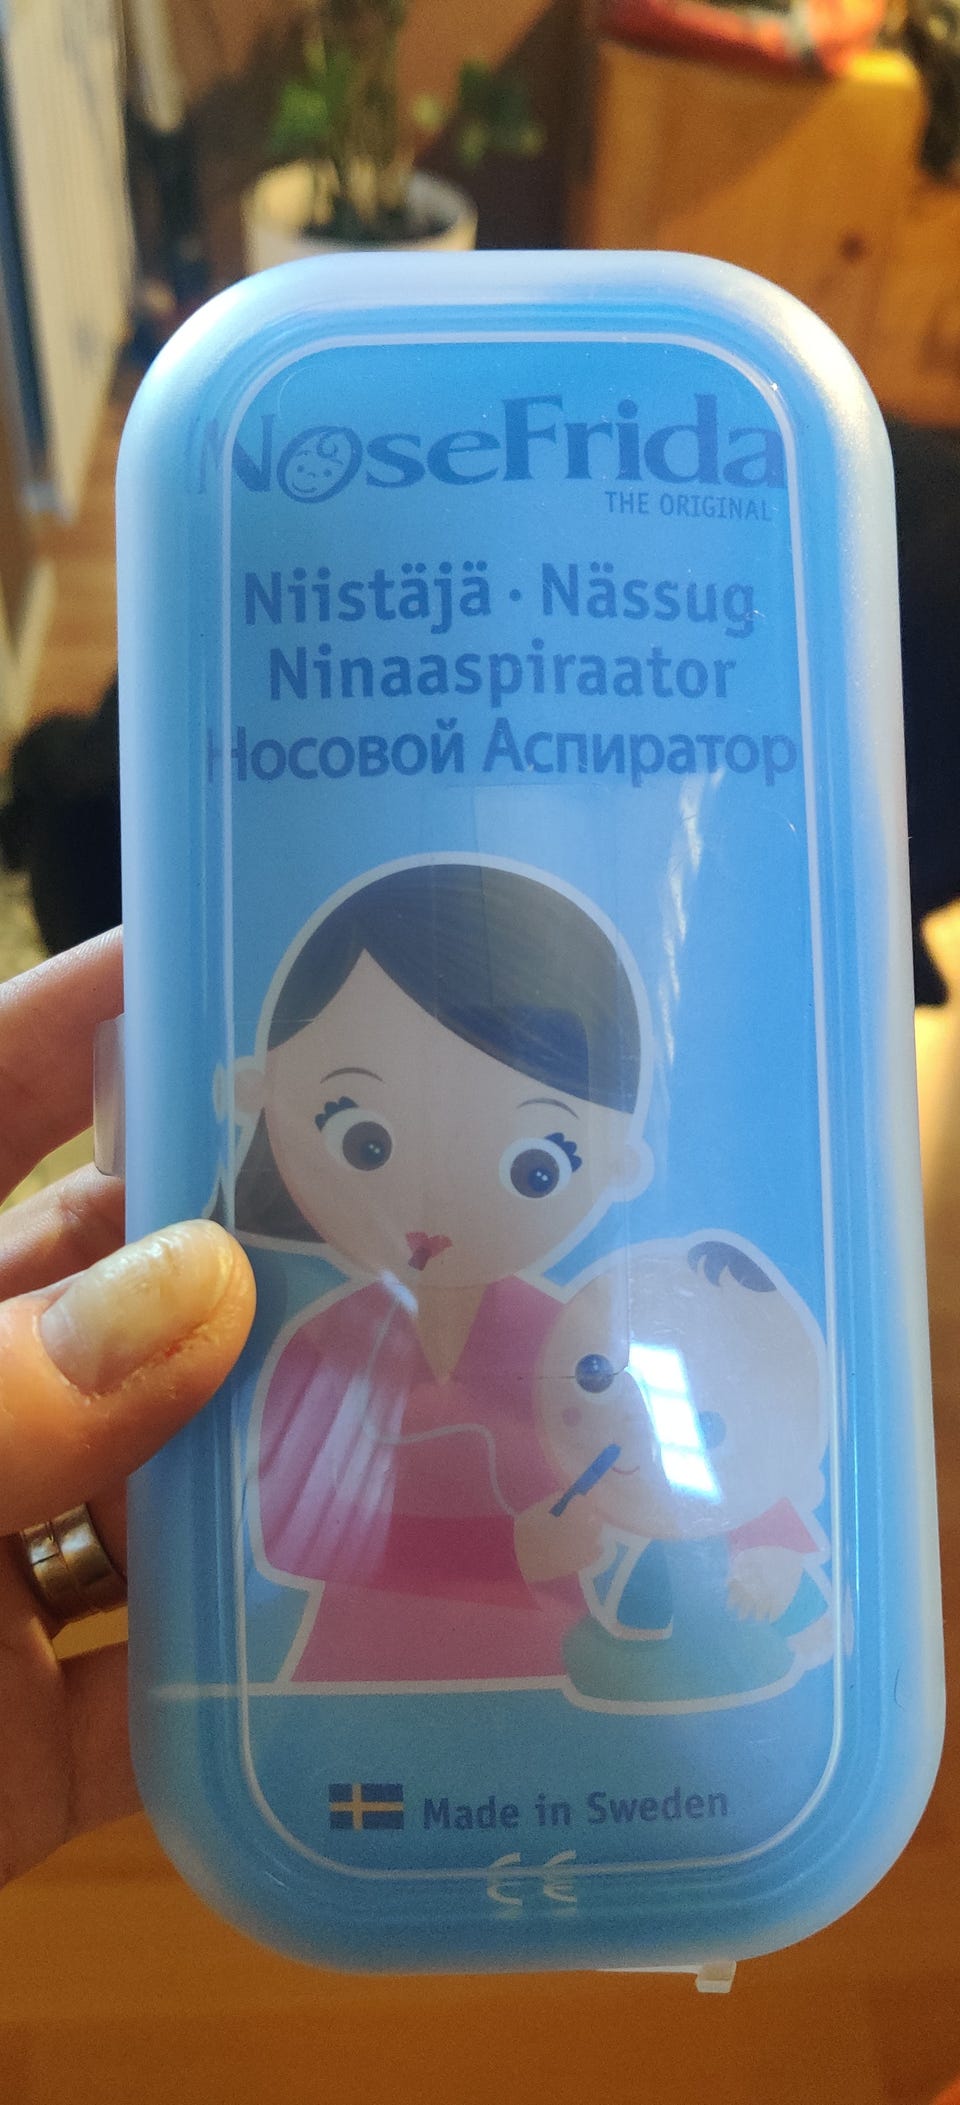 NoseFrida
THE ORIGINAL
Niistäjä · Nässug
Ninaaspiraator
Носовой Аспиратор
Made in Sweden
CE